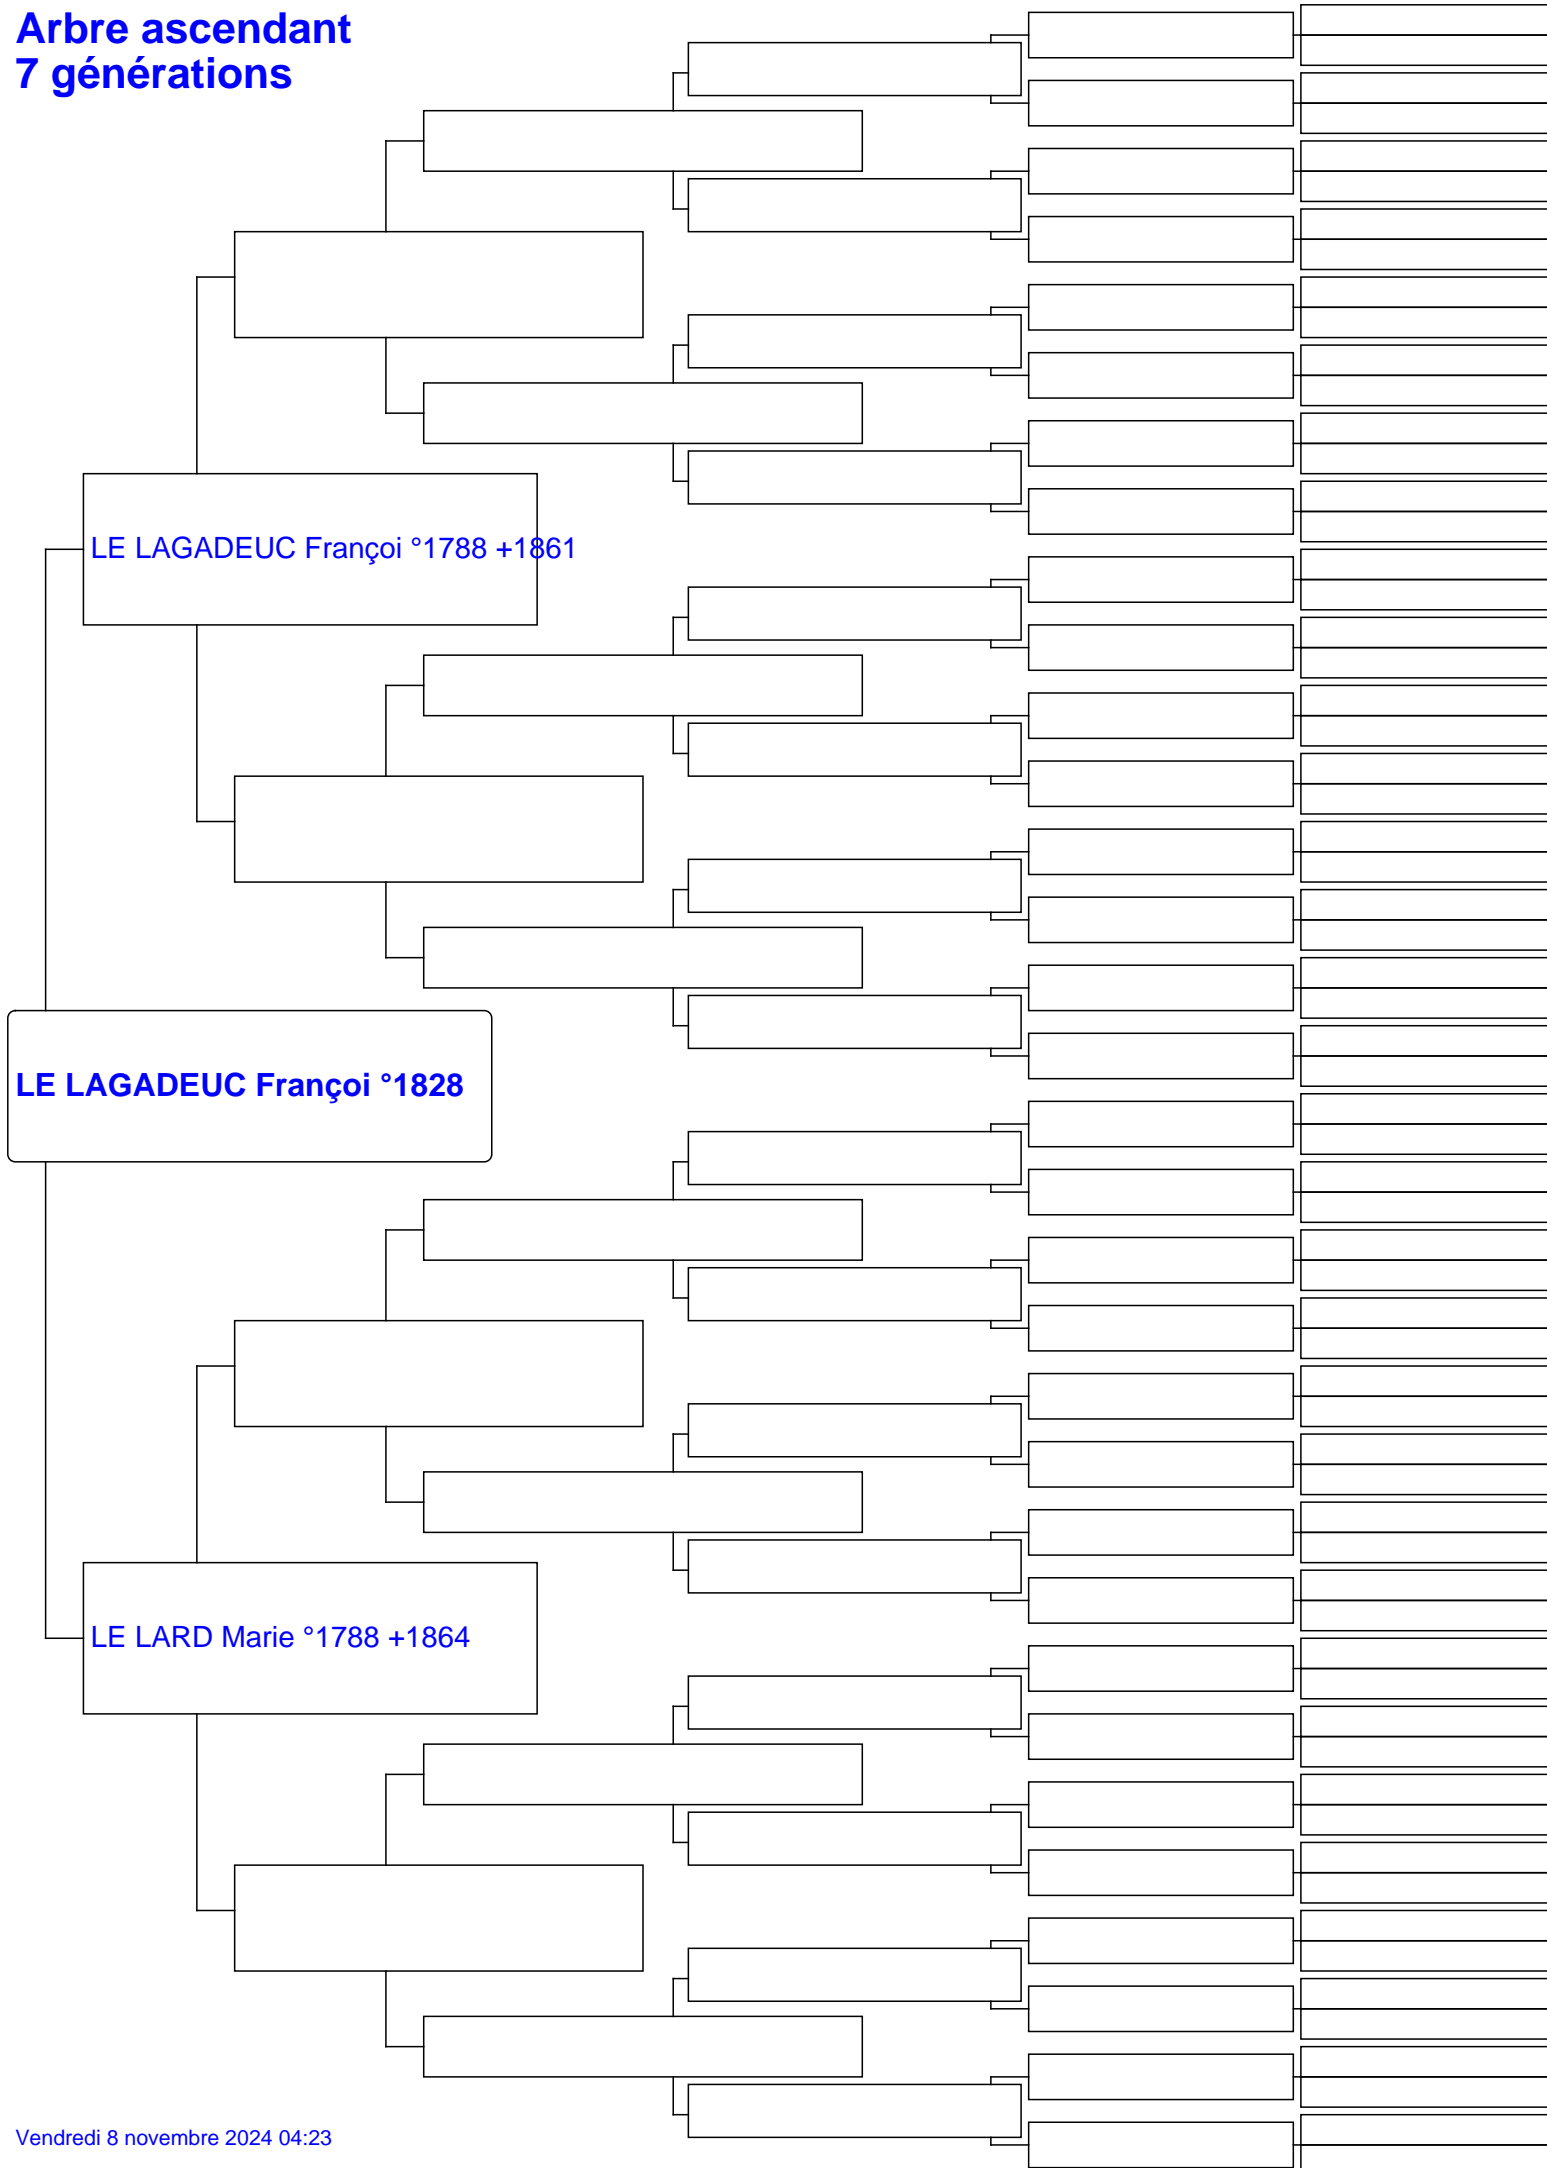 Arbre ascendant
7 générations
LE LAGADEUC Françoi °1788 +1861
LE LAGADEUC Françoi °1828
LE LARD Marie °1788 +1864
Vendredi 8 novembre 2024 04:23